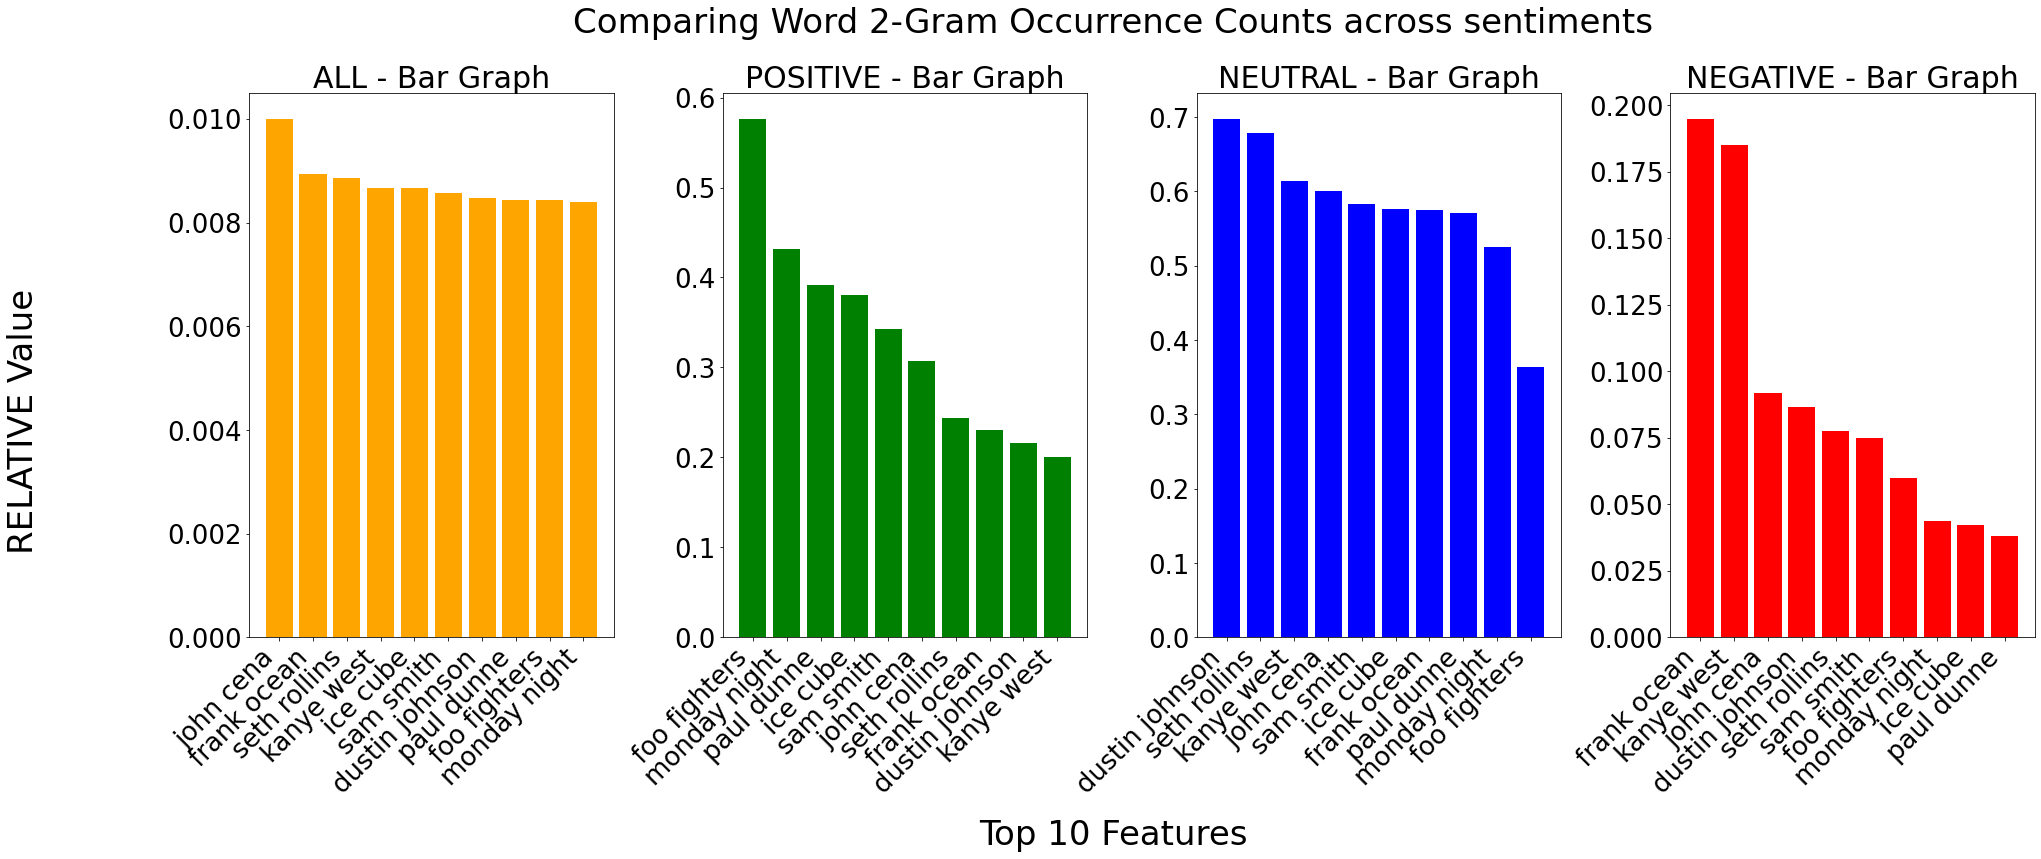 Comparing Word 2-Gram Occurrence Counts across sentiments
RELATIVE Value
ALL - Bar Graph
0.010
0.008
0.006
0.004
0.002
0.000
john cena
frank ocean
seth rollins
kanye west
ice cube
sam smith
dustin johnson
paul dunne
foo fighters
monday night
POSITIVE - Bar Graph
0.6
0.5
0.4
0.3
0.2
0.1
0.0
foo fighters
monday night
paul dunne
ice cube
sam smith
john cena
seth rollins
frank ocean
dustin johnson
kanye west
NEUTRAL - Bar Graph
0.7
0.6
0.5
0.4
0.3
0.2
0.1
0.0
dustin johnson
seth rollins
kanye west
john cena
sam smith
ice cube
frank ocean
paul dunne
monday night
foo fighters
NEGATIVE - Bar Graph
0.200
0.175
0.150
0.125
0.100
0.075
0.050
0.025
0.000
frank ocean
kanye west
john cena
dustin johnson
seth rollins
sam smith
foo fighters
monday night
ice cube
paul dunne
Top 10 Features